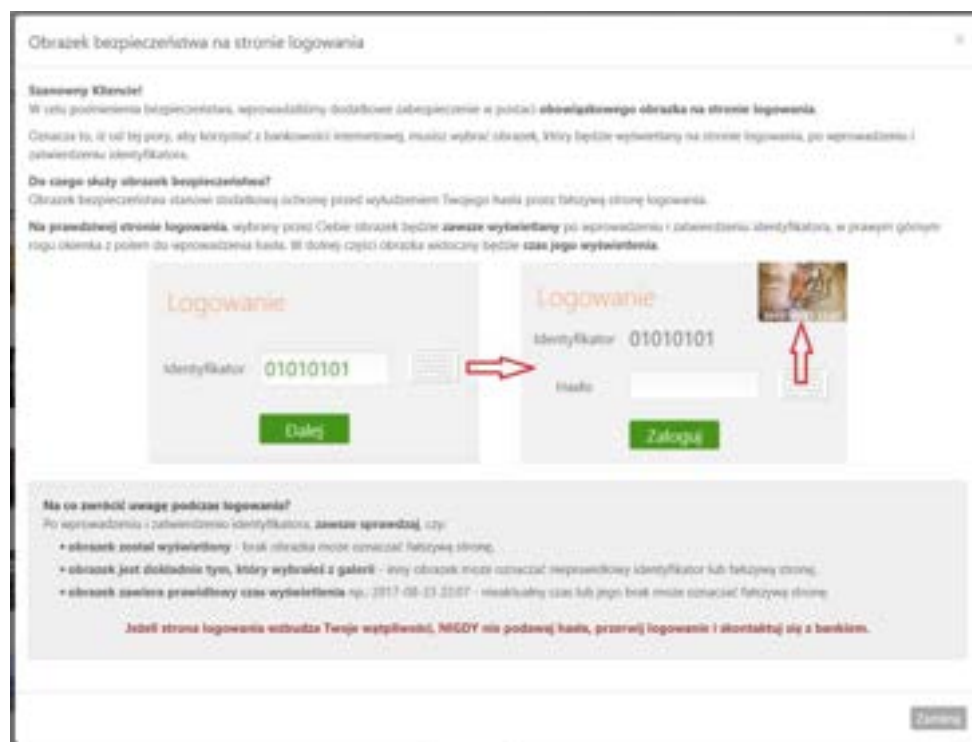 Obrazek bezpieczeństwa na stronie logowania
×
Szanowny Kliencie!
W celu podniesienia bezpieczeństwa, wprowadziliśmy dodatkowe zabezpieczenie w postaci obowiązkowego obrazka na stronie logowania.
Oznacza to, iż od tej pory, aby korzystać z bankowości internetowej, musisz wybrać obrazek, który będzie wyświetlany na stronie logowania, po wprowadzeniu i
zatwierdzeniu identyfikatora.
Do czego służy obrazek bezpieczeństwa?
Obrazek bezpieczeństwa stanowi dodatkową ochronę przed wyłudzeniem Twojego hasła przez fałszywą stronę logowania.
Na prawdziwej stronie logowania, wybrany przez Ciebie obrazek będzie zawsze wyświetlany po wprowadzeniu i zatwierdzeniu identyfikatora, w prawym górnym
rogu okienka z polem do wprowadzenia hasła. W dolnej części obrazka widoczny będzie czas jego wyświetlenia.
Logowanie
Identyfikator 01010101
Dalej
Logowanie
Identyfikator 01010101
Hasło
Zaloguj
Na co zwrócić uwagę podczas logowania?
Po wprowadzeniu i zatwierdzeniu identyfikatora, zawsze sprawdzaj, czy:
• obrazek został wyświetlony - brak obrazka może oznaczać fałszywą stronę,
• obrazek jest dokładnie tym, który wybrałeś z galerii - inny obrazek może oznaczać nieprawidłowy identyfikator lub fałszywą stronę,
• obrazek zawiera prawidłowy czas wyświetlenia np.: 2017-08-23 22:07 - nieaktualny czas lub jego brak może oznaczać fałszywą stronę.
Jeżeli strona logowania wzbudza Twoje wątpliwości, NIGDY nie podawaj hasła, przerwij logowanie i skontaktuj się z bankiem.
Zamknij